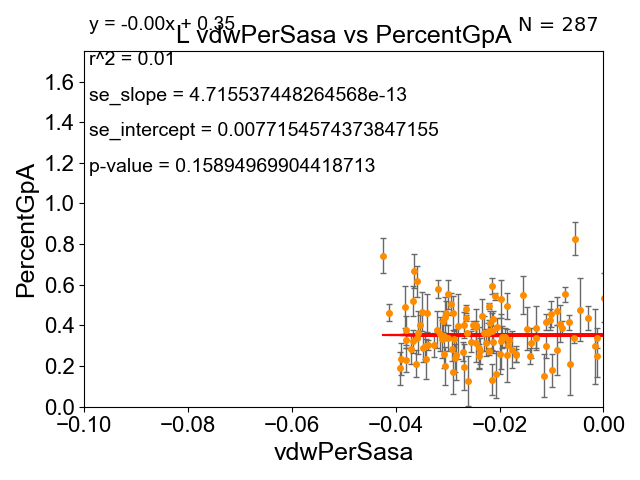 y = -0.00x + 0.35
N = 287
L vdwPerSasa vs PercentGpA
r^2 = 0.01
se_slope = 4.715537448264568e-13
se_intercept = 0.0077154574373847155
p-value = 0.15894969904418713
PercentGpA
1.6
1.4
1.2
1.0
0.8
0.6
0.4
0.2
0.0
−0.10 −0.08 −0.06 −0.04 −0.02 0.00
vdwPerSasa